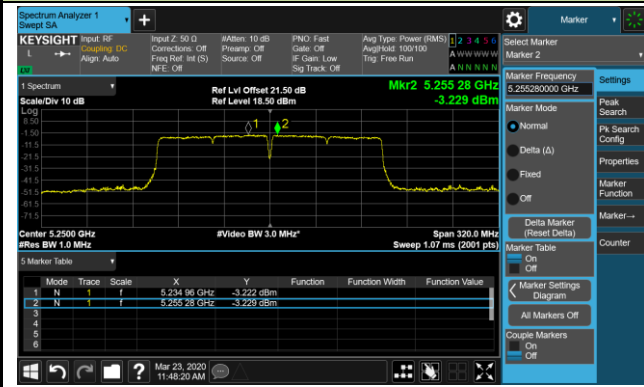 Spectrum Analyzer 1
Swept SA
Marker
KEYSIGHT Input: RF Input Z: 50 Ω #Atten: 10 dB PNO: Fast Avg Type: Power (RMS) 1 2 3 4 5 6
L Coupling: DC Corrections: Off Preamp: Off Gate: Off Avg|Hold: 100/100 A W W W W W
Align: Auto Freq Ref: Int (S) Source: Off IF Gain: Low Trig: Free Run
NFE: Off Sig Track: Off A N N N N N
1 Spectrum
Ref Lvl Offset 21.50 dB Mkr2 5.255 28 GHz
Scale/Div 10 dB Ref Level 18.50 dBm -3.229 dBm
Log
8.50
-1.50
-11.5
-21.5
-31.5
-41.5
-51.5
-61.5
-71.5
1
2
Center 5.2500 GHz #Video BW 3.0 MHz* Span 320.0 MHz
#Res BW 1.0 MHz Sweep 1.07 ms (2001 pts)
5 Marker Table
Mode Trace Scale X Y Function Function Width Function Value
1 N 1 f 5.234 96 GHz -3.222 dBm
2 N 1 f 5.255 28 GHz -3.229 dBm
3
4
5
6
Mar 23, 2020
11:48:20 AM
Select Marker
Marker 2
Marker Frequency
5.255280000 GHz
Marker Mode
Normal
Delta (Δ)
Fixed
Off
Delta Marker
(Reset Delta)
Marker Table
On
Off
Marker Settings
Diagram
All Markers Off
Couple Markers
On
Off
Settings
Peak
Search
Pk Search
Config
Properties
Marker
Function
Marker→
Counter